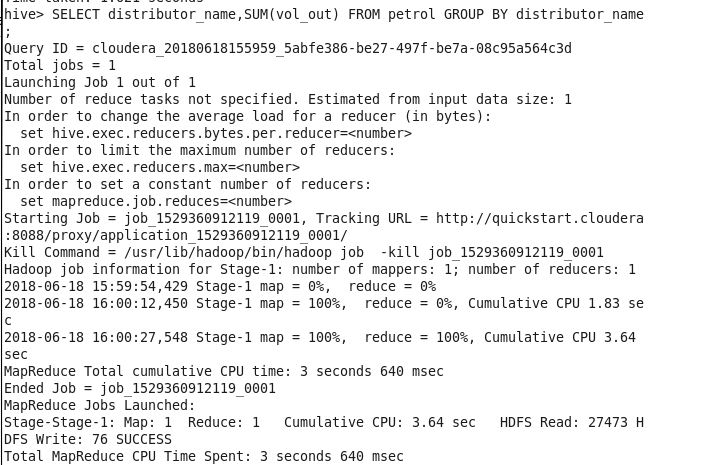 Time taken: 1.821 seconds
hive> SELECT distributor_name,SUM(vol_out) FROM petrol GROUP BY distributor_name
;
Query ID = cloudera_20180618155959_5abfe386-be27-497f-be7a-08c95a564c3d
Total jobs = 1
Launching Job 1 out of 1
Number of reduce tasks not specified. Estimated from input data size: 1
In order to change the average load for a reducer (in bytes):
  set hive.exec.reducers.bytes.per.reducer=<number>
In order to limit the maximum number of reducers:
  set hive.exec.reducers.max=<number>
In order to set a constant number of reducers:
  set mapreduce.job.reduces=<number>
Starting Job = job_1529360912119_0001, Tracking URL = http://quickstart.cloudera
:8088/proxy/application_1529360912119_0001/
Kill Command = /usr/lib/hadoop/bin/hadoop job  -kill job_1529360912119_0001
Hadoop job information for Stage-1: number of mappers: 1; number of reducers: 1
2018-06-18 15:59:54,429 Stage-1 map = 0%,  reduce = 0%
2018-06-18 16:00:12,450 Stage-1 map = 100%,  reduce = 0%, Cumulative CPU 1.83 se
c
2018-06-18 16:00:27,548 Stage-1 map = 100%,  reduce = 100%, Cumulative CPU 3.64
sec
MapReduce Total cumulative CPU time: 3 seconds 640 msec
Ended Job = job_1529360912119_0001
MapReduce Jobs Launched:
Stage-Stage-1: Map: 1  Reduce: 1   Cumulative CPU: 3.64 sec   HDFS Read: 27473 H
DFS Write: 76 SUCCESS
Total MapReduce CPU Time Spent: 3 seconds 640 msec